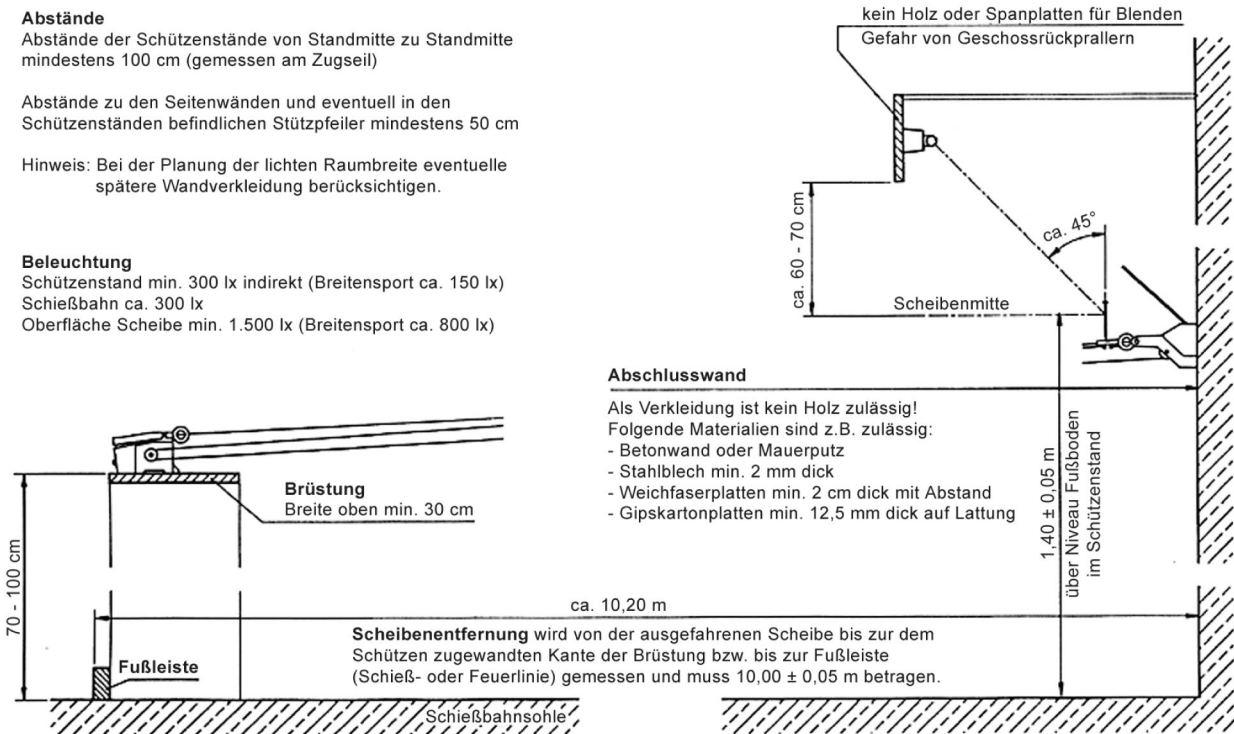 Abstände
Abstände der Schützenstände von Standmitte zu Standmitte
mindestens 100 cm (gemessen am Zugseil)
Abstände zu den Seitenwänden und eventuell in den
Schützenständen befindlichen Stützpfeiler mindestens 50 cm
Hinweis: Bei der Planung der lichten Raumbreite eventuelle
spätere Wandverkleidung berücksichtigen.
Beleuchtung
Schützenstand min. 300 lx indirekt (Breitensport ca. 150 lx)
Schießbahn ca. 300 lx
Oberfläche Scheibe min. 1.500 lx (Breitensport ca. 800 lx)
kein Holz oder Spanplatten für Blenden
Gefahr von Geschossrückprallern
ca. 60 - 70 cm
ca. 45°
Scheibenmitte
Abschlusswand
Als Verkleidung ist kein Holz zulässig!
Folgende Materialien sind z.B. zulässig:
- Betonwand oder Mauerputz
- Stahlblech min. 2 mm dick
- Weichfaserplatten min. 2 cm dick mit Abstand
- Gipskartonplatten min. 12,5 mm dick auf Lattung
1,40 ± 0,05 m
über Niveau Fußboden
im Schützenstand
Brüstung
Breite oben min. 30 cm
70 - 100 cm
ca. 10,20 m
Scheibenentfernung wird von der ausgefahrenen Scheibe bis zur dem
Schützen zugewandten Kante der Brüstung bzw. bis zur Fußleiste
(Schieß- oder Feuerlinie) gemessen und muss 10,00 ± 0,05 m betragen.
Fußleiste
Schießbahnsohle